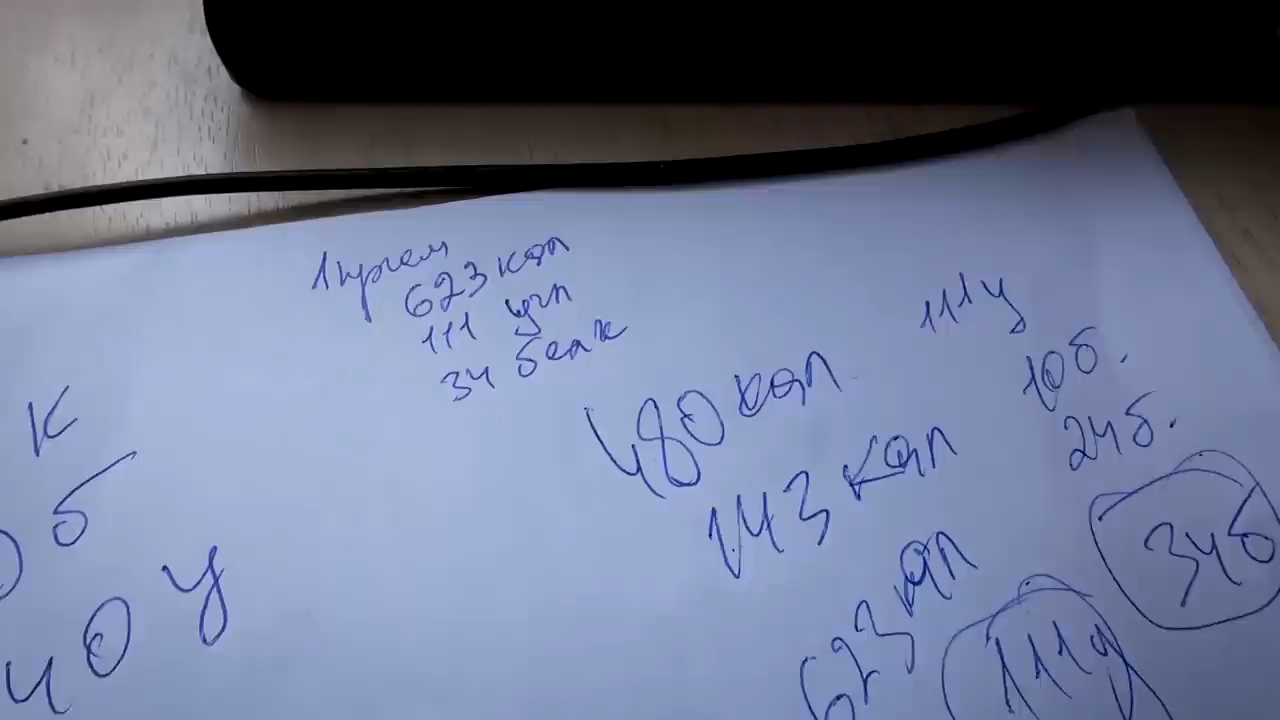 1 прием
623 кал
111 угл
34 белк
480 кал
143 кал
623 кал
111 у
10 б.
24 б.
34 б
111 у
К
б
40 у